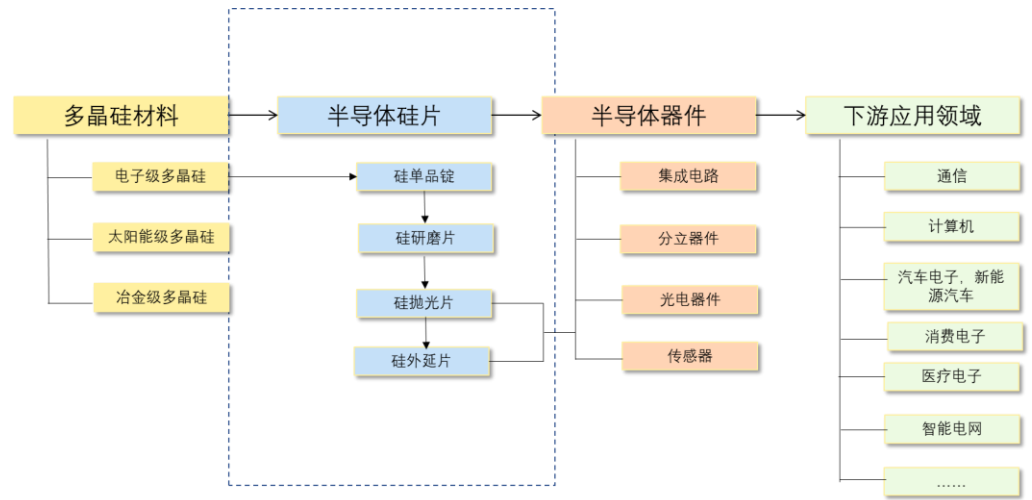 多晶硅材料
半导体硅片
半导体器件
下游应用领域
电子级多晶硅
太阳能级多晶硅
冶金级多晶硅
硅单品锭
硅研磨片
硅抛光片
硅外延片
集成电路
分立器件
光电器件
传感器
通信
计算机
汽车电子，新能
源汽车
消费电子
医疗电子
智能电网
……